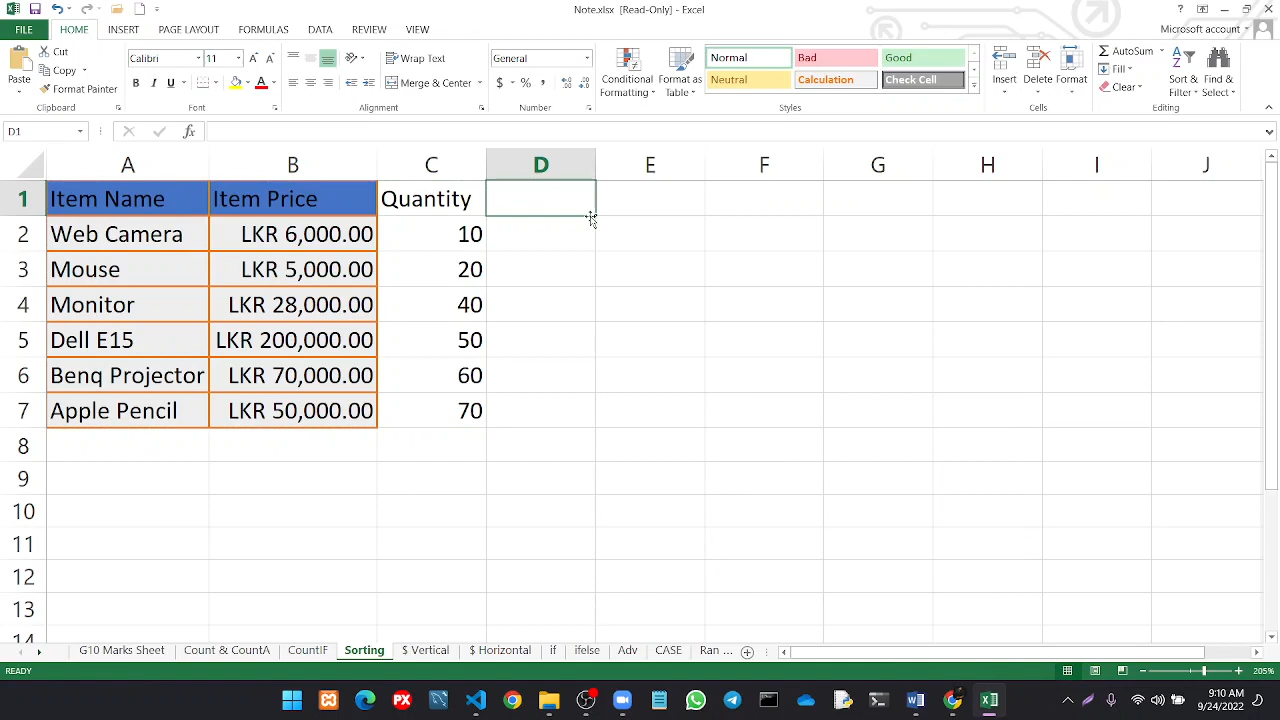 Note.xlsx [Read-Only] - Excel
FILE HOME INSERT PAGE LAYOUT FORMULAS DATA REVIEW VIEW Microsoft account
Paste Cut Copy Format Painter Clipboard
Calibri 11 B I U A Font
Wrap Text Merge & Center Alignment
General $ % , Number
Conditional Formatting Format as Table
Normal Bad Good
Neutral Calculation Check Cell
Styles
Insert Delete Format Cells
AutoSum Fill Clear Sort & Filter Find & Select Editing
D1 fx
A B C D E F G H I J
1 Item Name Item Price Quantity
2 Web Camera LKR 6,000.00 10
3 Mouse LKR 5,000.00 20
4 Monitor LKR 28,000.00 40
5 Dell E15 LKR 200,000.00 50
6 Benq Projector LKR 70,000.00 60
7 Apple Pencil LKR 50,000.00 70
8
9
10
11
12
13
14
G10 Marks Sheet Count & CountA CountIF Sorting $ Vertical $ Horizontal if ifelse Adv CASE Ran ...
READY 205%
PX 9:10 AM
9/24/2022